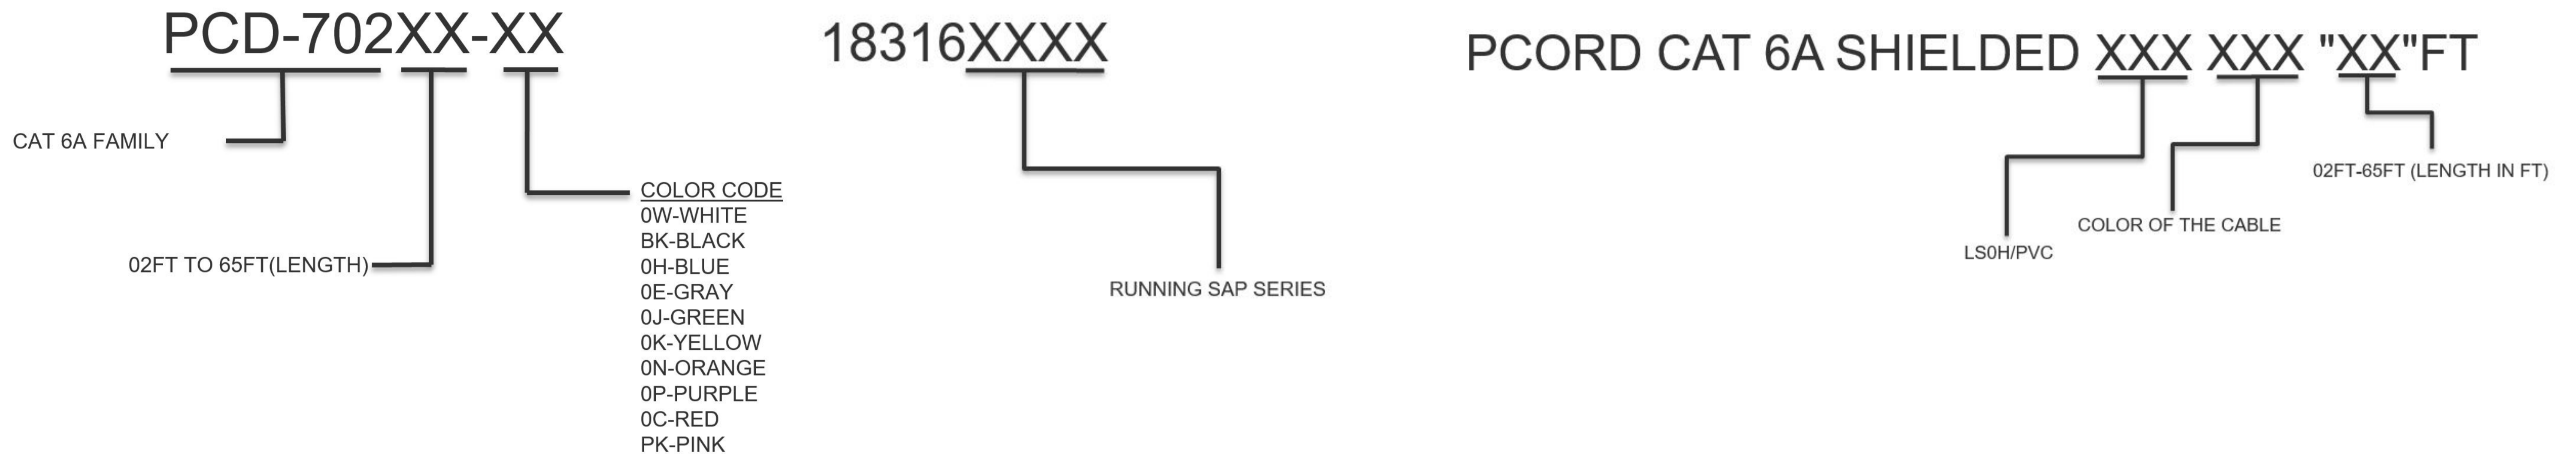 PCD-702XX-XX
CAT 6A FAMILY
02FT TO 65FT(LENGTH)
COLOR CODE
0W-WHITE
BK-BLACK
0H-BLUE
0E-GRAY
0J-GREEN
0K-YELLOW
0N-ORANGE
0P-PURPLE
0C-RED
PK-PINK
18316XXXX
RUNNING SAP SERIES
PCORD CAT 6A SHIELDED XXX XXX "XX"FT
LS0H/PVC
COLOR OF THE CABLE
02FT-65FT (LENGTH IN FT)